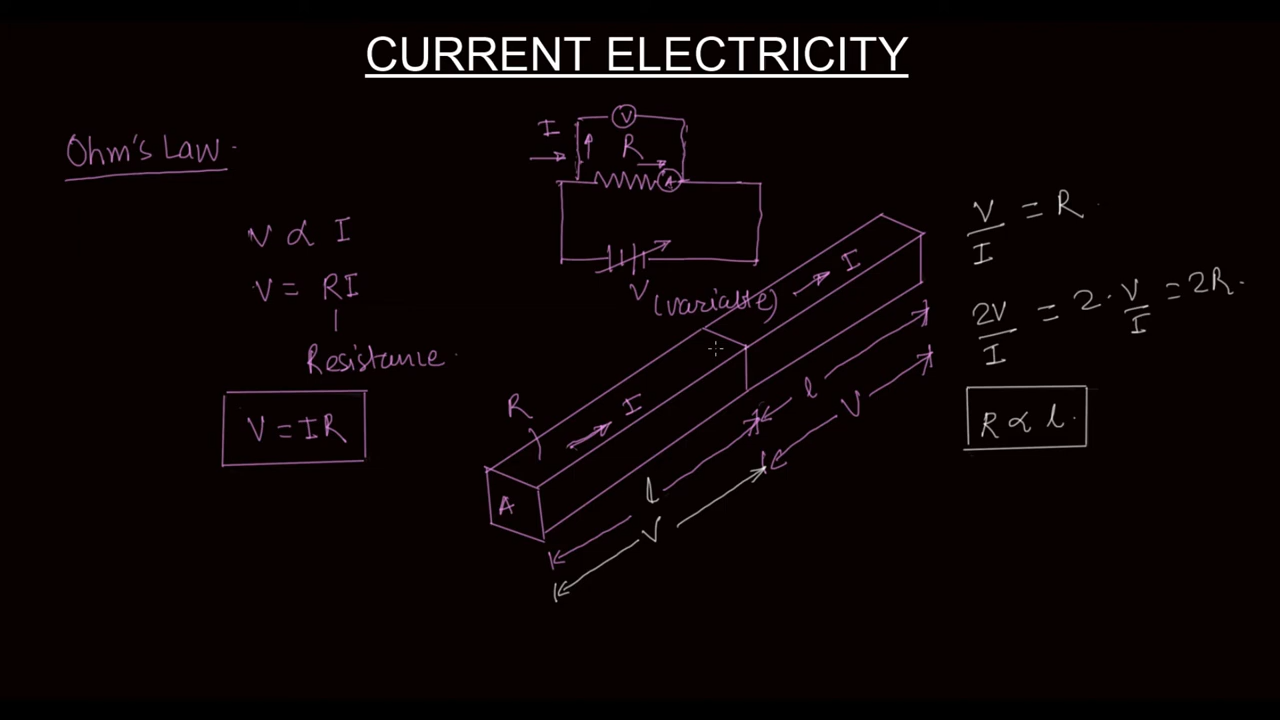 CURRENT ELECTRICITY
Ohm's Law
V ∝ I
V = RI
Resistance
V = IR
V
I
R
A
V (variable)
R
I
I
A
l
V
l
V
V/I = R
2V/I = 2 · V/I = 2R
R ∝ l